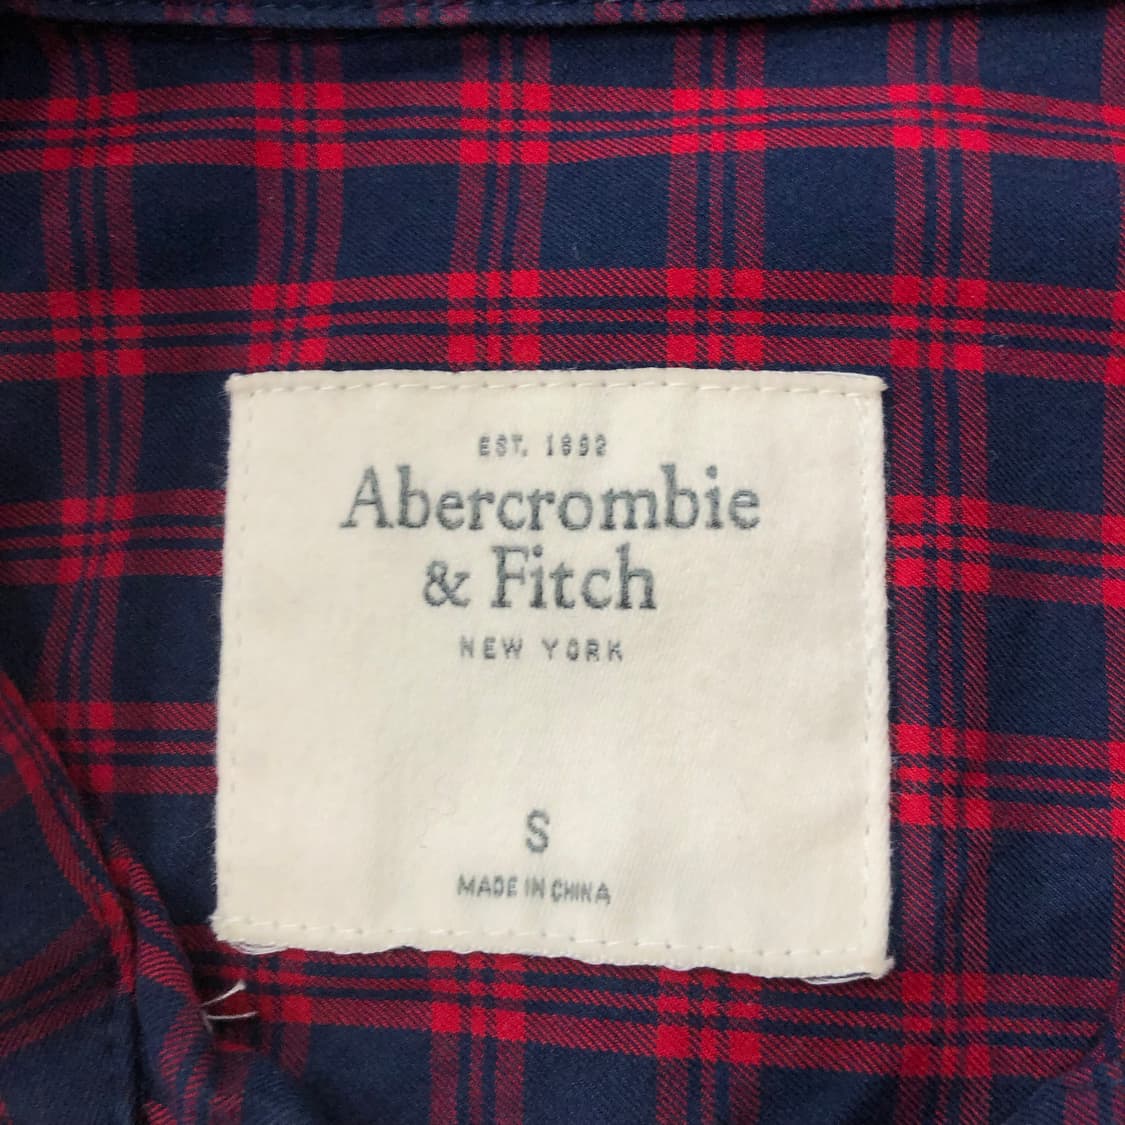 EST. 1892
Abercrombie
& Fitch
NEW YORK
S
MADE IN CHINA